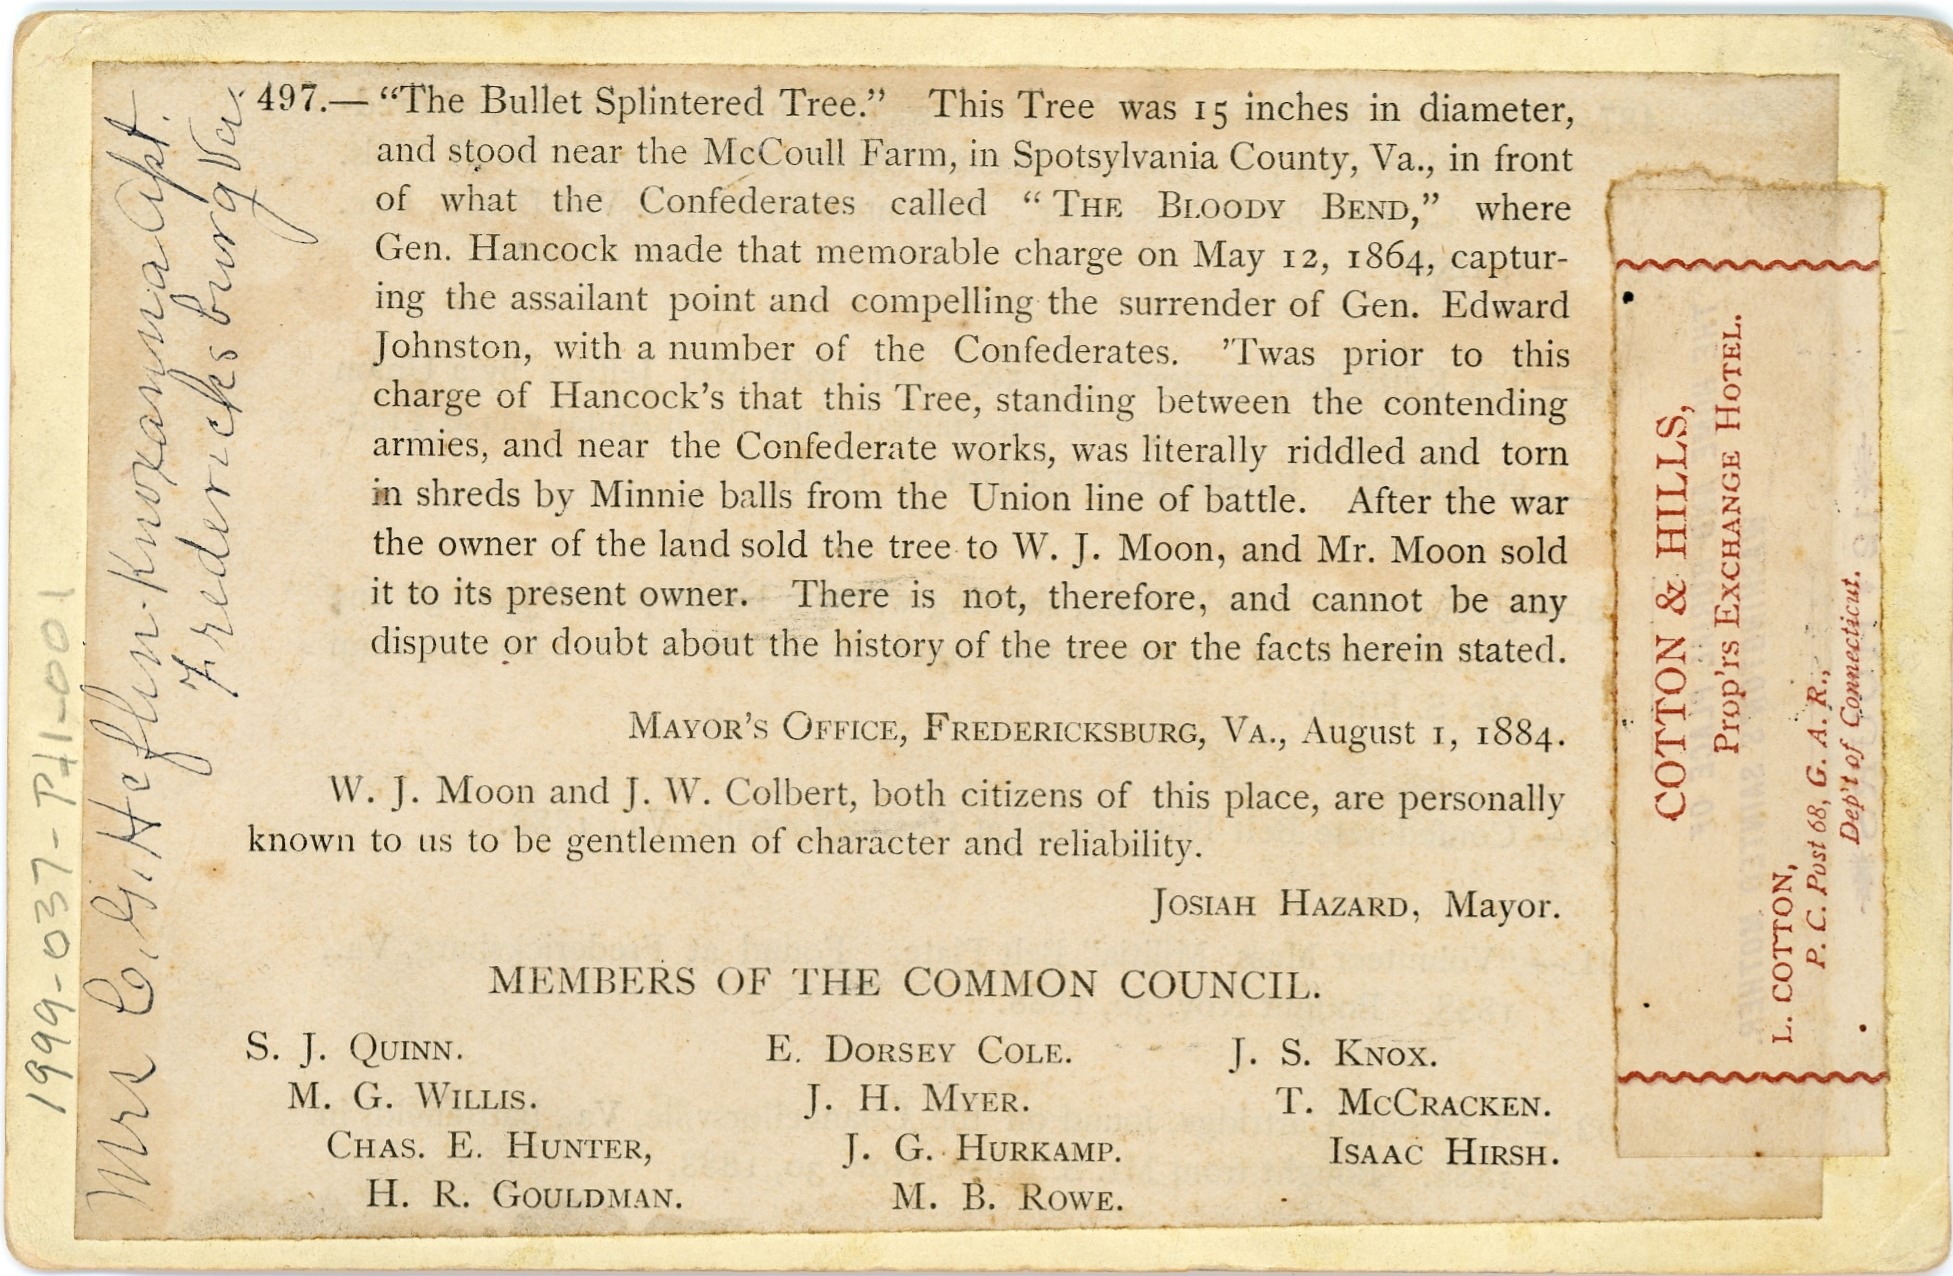 497.— “The Bullet Splintered Tree.” This Tree was 15 inches in diameter,
and stood near the McCoull Farm, in Spotsylvania County, Va., in front
of what the Confederates called “THE BLOODY BEND,” where
Gen. Hancock made that memorable charge on May 12, 1864, captur-
ing the assailant point and compelling the surrender of Gen. Edward
Johnston, with a number of the Confederates. ’Twas prior to this
charge of Hancock’s that this Tree, standing between the contending
armies, and near the Confederate works, was literally riddled and torn
in shreds by Minnie balls from the Union line of battle. After the war
the owner of the land sold the tree to W. J. Moon, and Mr. Moon sold
it to its present owner. There is not, therefore, and cannot be any
dispute or doubt about the history of the tree or the facts herein stated.
MAYOR’S OFFICE, FREDERICKSBURG, VA., August 1, 1884.
W. J. Moon and J. W. Colbert, both citizens of this place, are personally
known to us to be gentlemen of character and reliability.
JOSIAH HAZARD, Mayor.
MEMBERS OF THE COMMON COUNCIL.
S. J. QUINN. E. DORSEY COLE. J. S. KNOX.
M. G. WILLIS. J. H. MYER. T. MCCRACKEN.
CHAS. E. HUNTER, J. G. HURKAMP. ISAAC HIRSH.
H. R. GOULDMAN. M. B. ROWE.
COTTON & HILLS,
Prop’rs EXCHANGE HOTEL.
L. COTTON,
P. C. Post 68, G. A. R.,
Dep’t of Connecticut.
1999-037-P41-001
Mrs C. G. Heflin-Knoxanna Apt.
Fredericksburg Va.